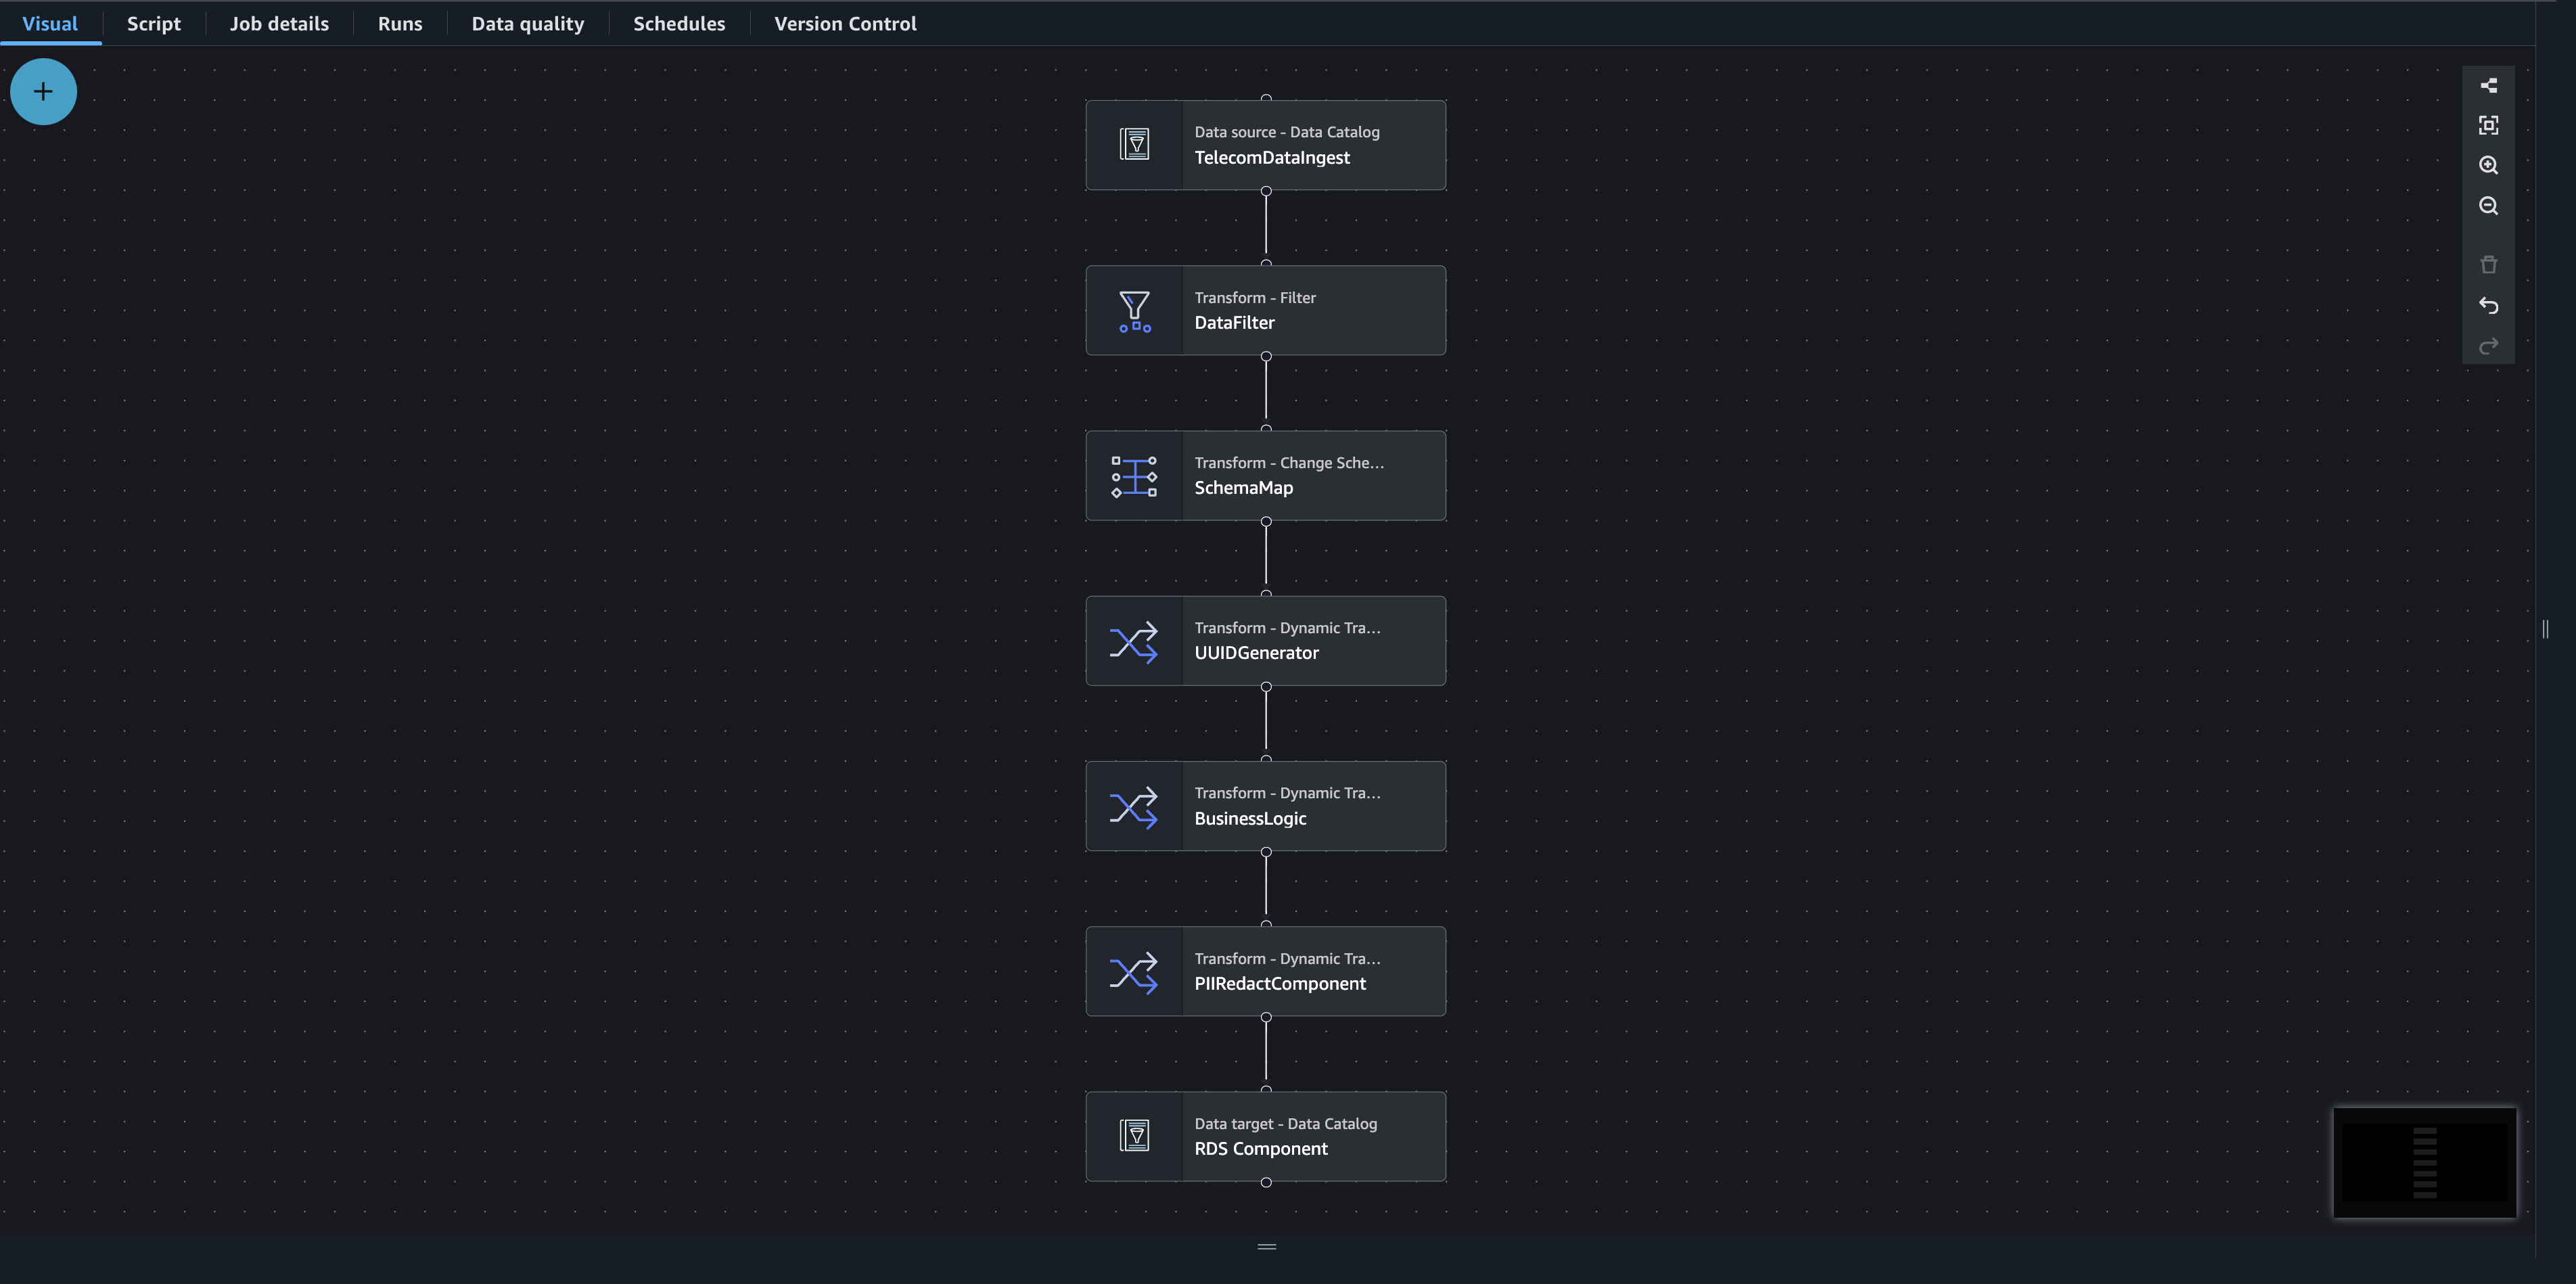 Visual
Script
Job details
Runs
Data quality
Schedules
Version Control
Data source - Data Catalog
TelecomDataIngest
Transform - Filter
DataFilter
Transform - Change Sche...
SchemaMap
Transform - Dynamic Tra...
UUIDGenerator
Transform - Dynamic Tra...
BusinessLogic
Transform - Dynamic Tra...
PIIRedactComponent
Data target - Data Catalog
RDS Component